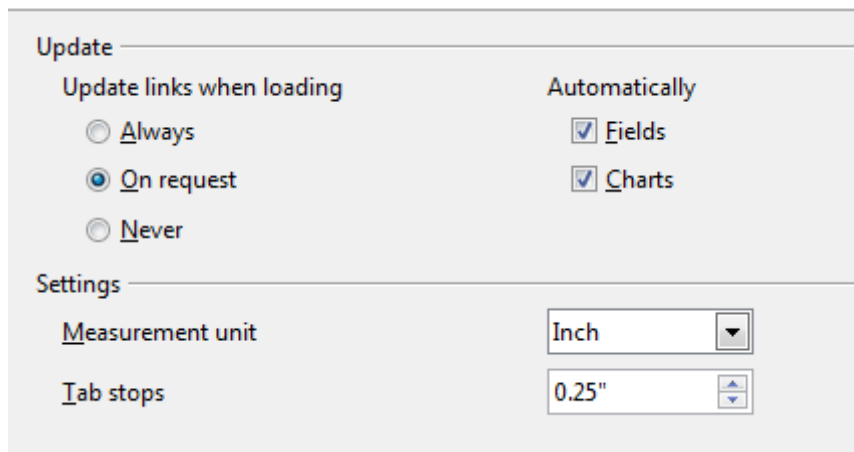 Update
Update links when loading
Automatically
Always
Fields
On request
Charts
Never
Settings
Measurement unit
Inch
Tab stops
0.25"